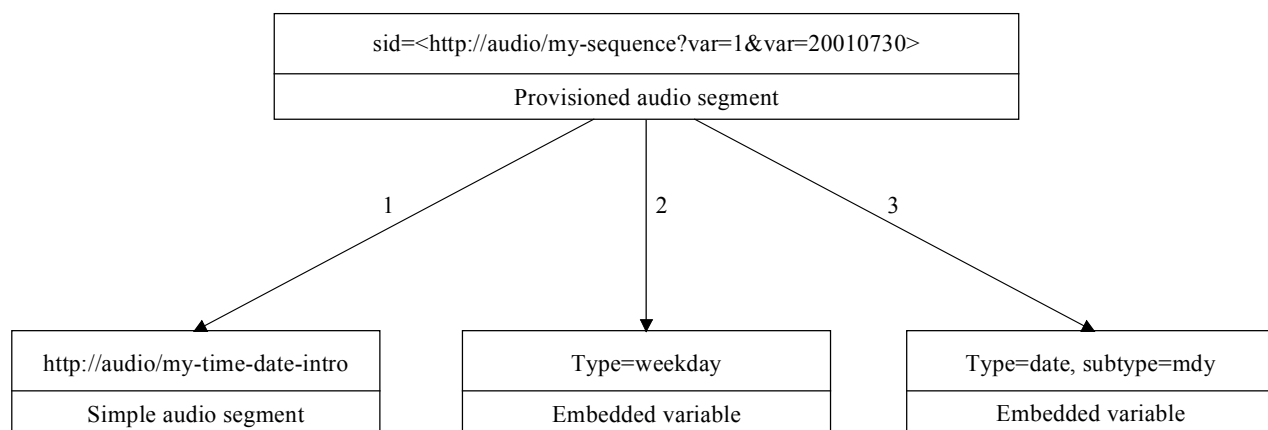 sid=<http://audio/my-sequence?var=1&var=20010730>
Provisioned audio segment
1
2
3
http://audio/my-time-date-intro
Type=weekday
Type=date, subtype=mdy
Simple audio segment
Embedded variable
Embedded variable